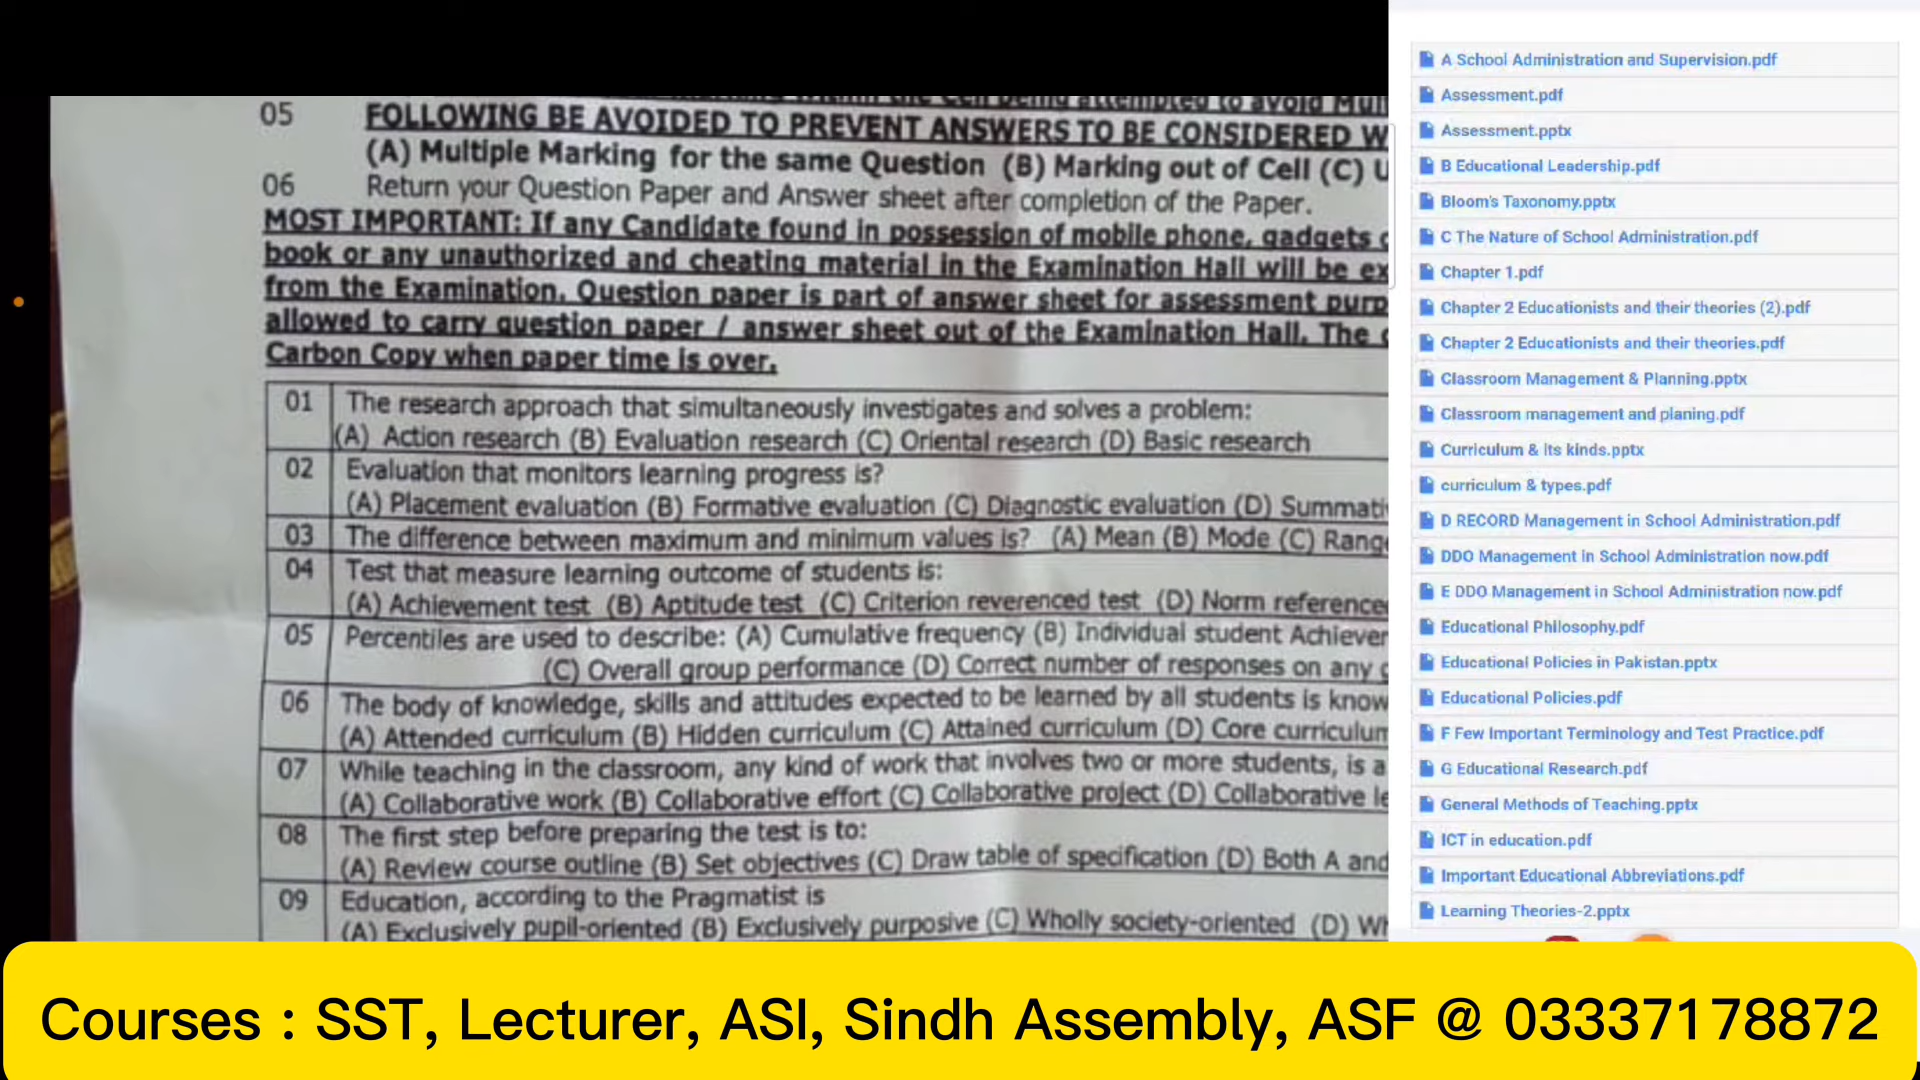 05 FOLLOWING BE AVOIDED TO PREVENT ANSWERS TO BE CONSIDERED W
(A) Multiple Marking for the same Question (B) Marking out of Cell (C) U
06 Return your Question Paper and Answer sheet after completion of the Paper.
MOST IMPORTANT: If any Candidate found in possession of mobile phone, gadgets
book or any unauthorized and cheating material in the Examination Hall will be ex
from the Examination. Question paper is part of answer sheet for assessment purp
allowed to carry question paper / answer sheet out of the Examination Hall. The
Carbon Copy when paper time is over.
01 The research approach that simultaneously investigates and solves a problem:
(A) Action research (B) Evaluation research (C) Oriental research (D) Basic research
02 Evaluation that monitors learning progress is?
(A) Placement evaluation (B) Formative evaluation (C) Diagnostic evaluation (D) Summati
03 The difference between maximum and minimum values is? (A) Mean (B) Mode (C) Rang
04 Test that measure learning outcome of students is:
(A) Achievement test (B) Aptitude test (C) Criterion reverenced test (D) Norm reference
05 Percentiles are used to describe: (A) Cumulative frequency (B) Individual student Achiever
(C) Overall group performance (D) Correct number of responses on any
06 The body of knowledge, skills and attitudes expected to be learned by all students is know
(A) Attended curriculum (B) Hidden curriculum (C) Attained curriculum (D) Core curriculum
07 While teaching in the classroom, any kind of work that involves two or more students, is a
(A) Collaborative work (B) Collaborative effort (C) Collaborative project (D) Collaborative le
08 The first step before preparing the test is to:
(A) Review course outline (B) Set objectives (C) Draw table of specification (D) Both A and
09 Education, according to the Pragmatist is
(A) Exclusively pupil-oriented (B) Exclusively purposive (C) Wholly society-oriented (D) Wh
A School Administration and Supervision.pdf
Assessment.pdf
Assessment.pptx
B Educational Leadership.pdf
Bloom's Taxonomy.pptx
C The Nature of School Administration.pdf
Chapter 1.pdf
Chapter 2 Educationists and their theories (2).pdf
Chapter 2 Educationists and their theories.pdf
Classroom Management & Planning.pptx
Classroom management and planing.pdf
Curriculum & its kinds.pptx
curriculum & types.pdf
D RECORD Management in School Administration.pdf
DDO Management in School Administration now.pdf
E DDO Management in School Administration now.pdf
Educational Philosophy.pdf
Educational Policies in Pakistan.pptx
Educational Policies.pdf
F Few Important Terminology and Test Practice.pdf
G Educational Research.pdf
General Methods of Teaching.pptx
ICT in education.pdf
Important Educational Abbreviations.pdf
Learning Theories-2.pptx
Courses : SST, Lecturer, ASI, Sindh Assembly, ASF @ 03337178872